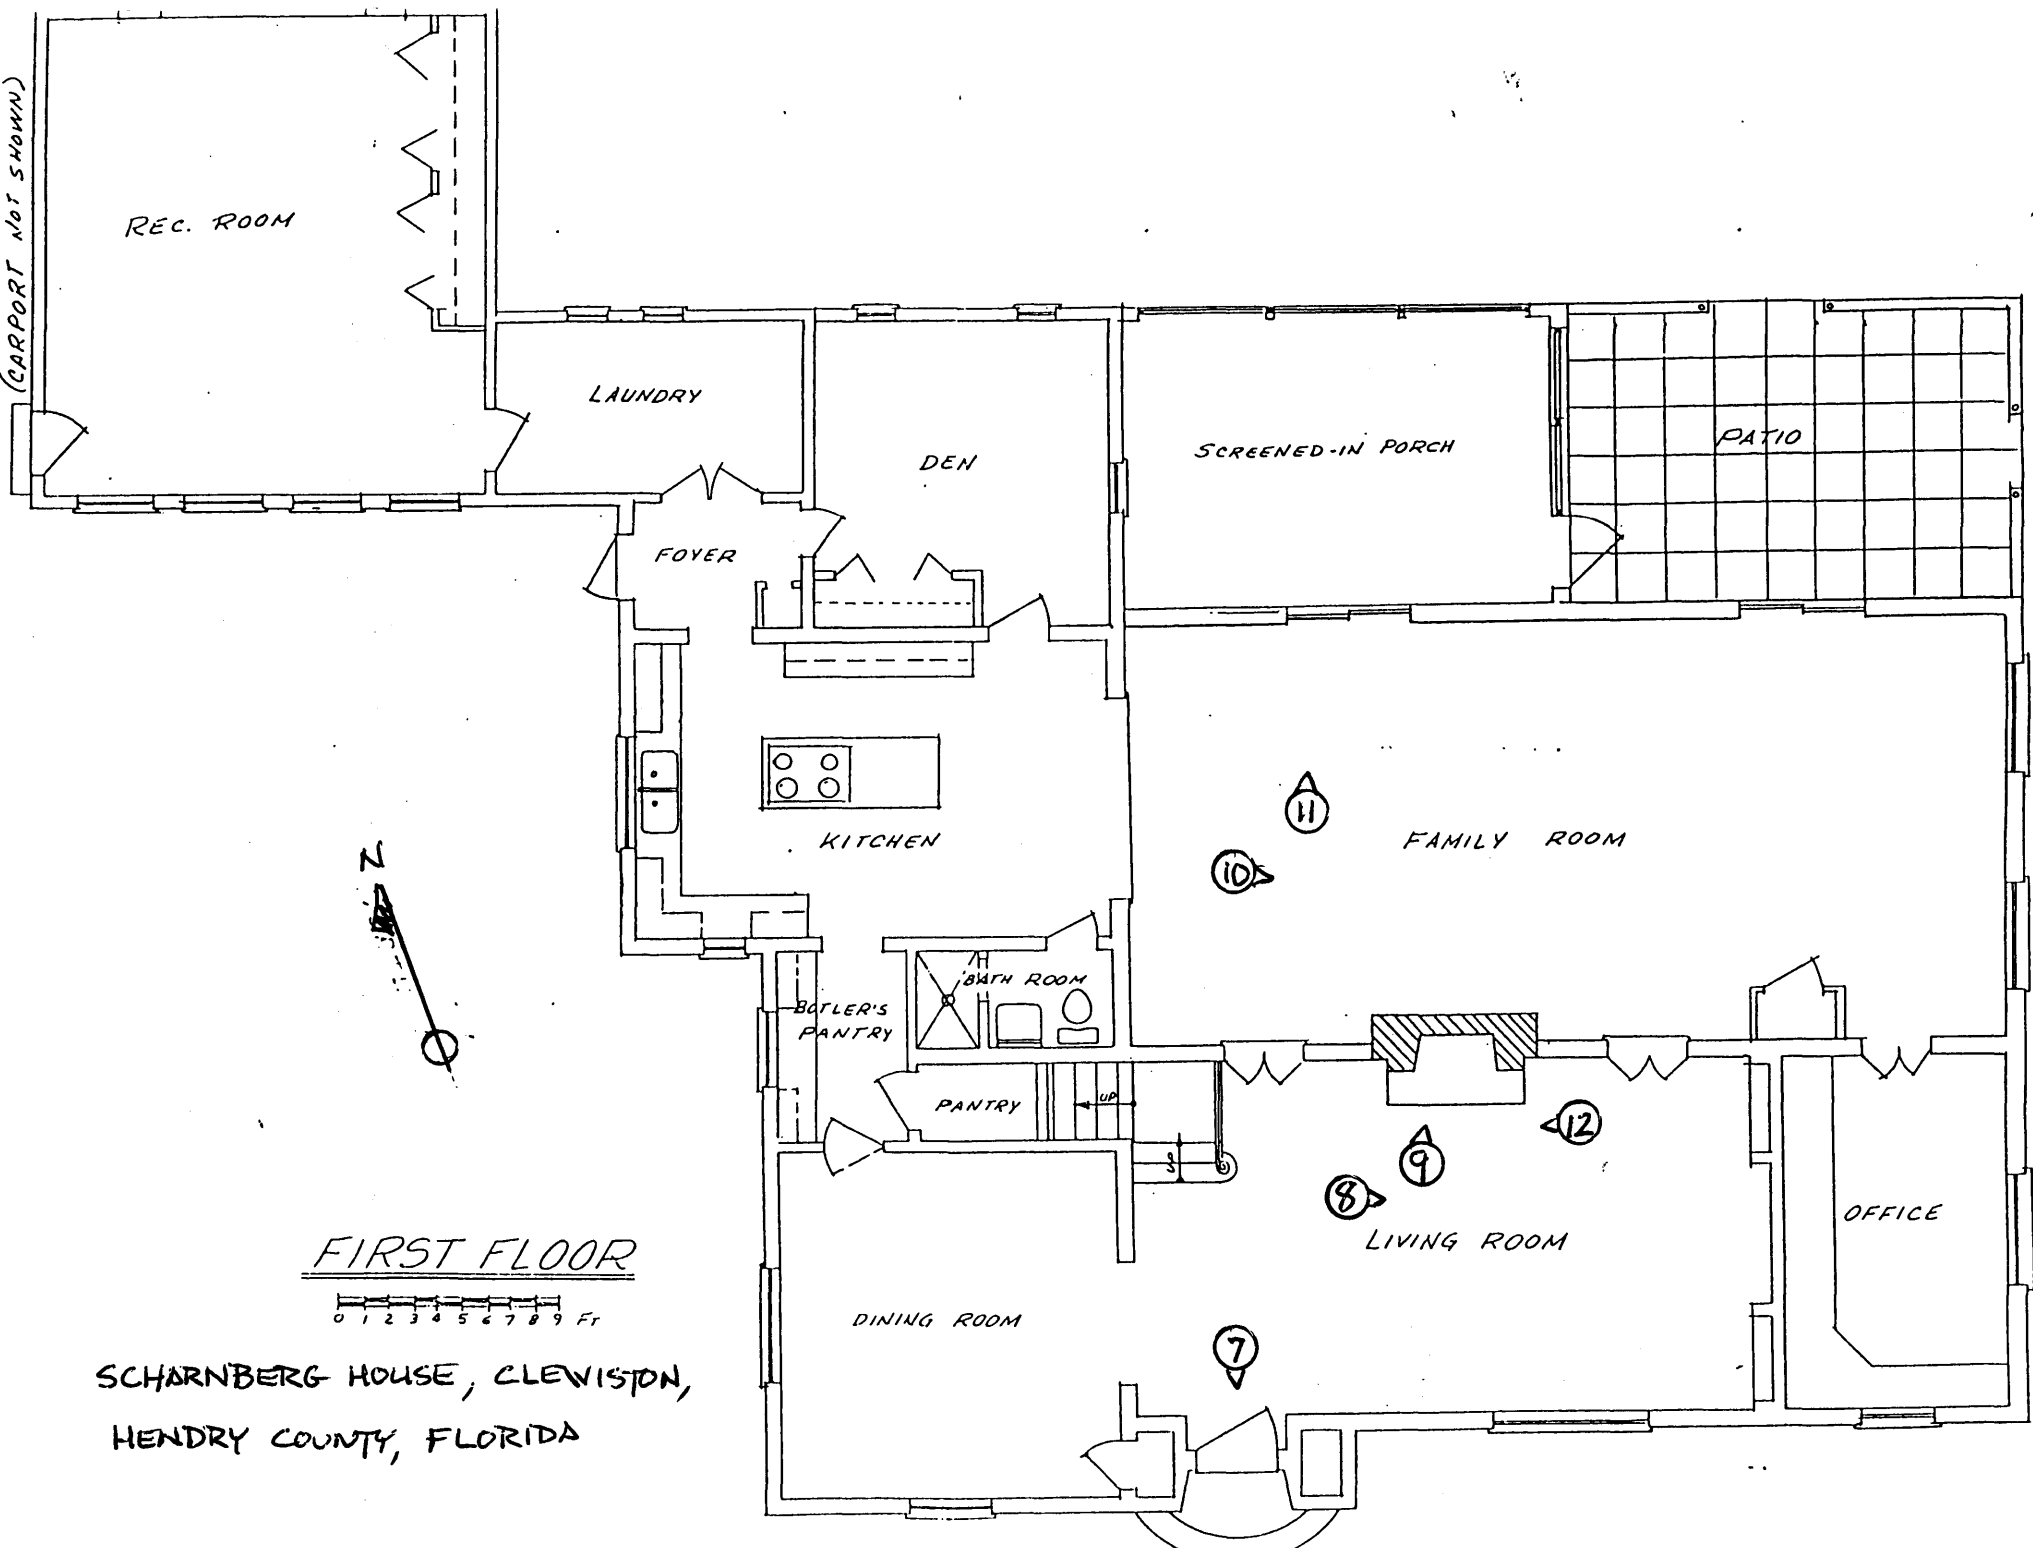 (CARPORT NOT SHOWN)
REC. ROOM
LAUNDRY
DEN
SCREENED-IN PORCH
PATIO
FOYER
KITCHEN
11
FAMILY ROOM
10
N
BATH ROOM
BUTLER'S
PANTRY
PANTRY
UP
UP
12
9
8
LIVING ROOM
OFFICE
DINING ROOM
7
FIRST FLOOR
0 1 2 3 4 5 6 7 8 9 FT
SCHARNBERG HOUSE, CLEWISTON,
HENDRY COUNTY, FLORIDA